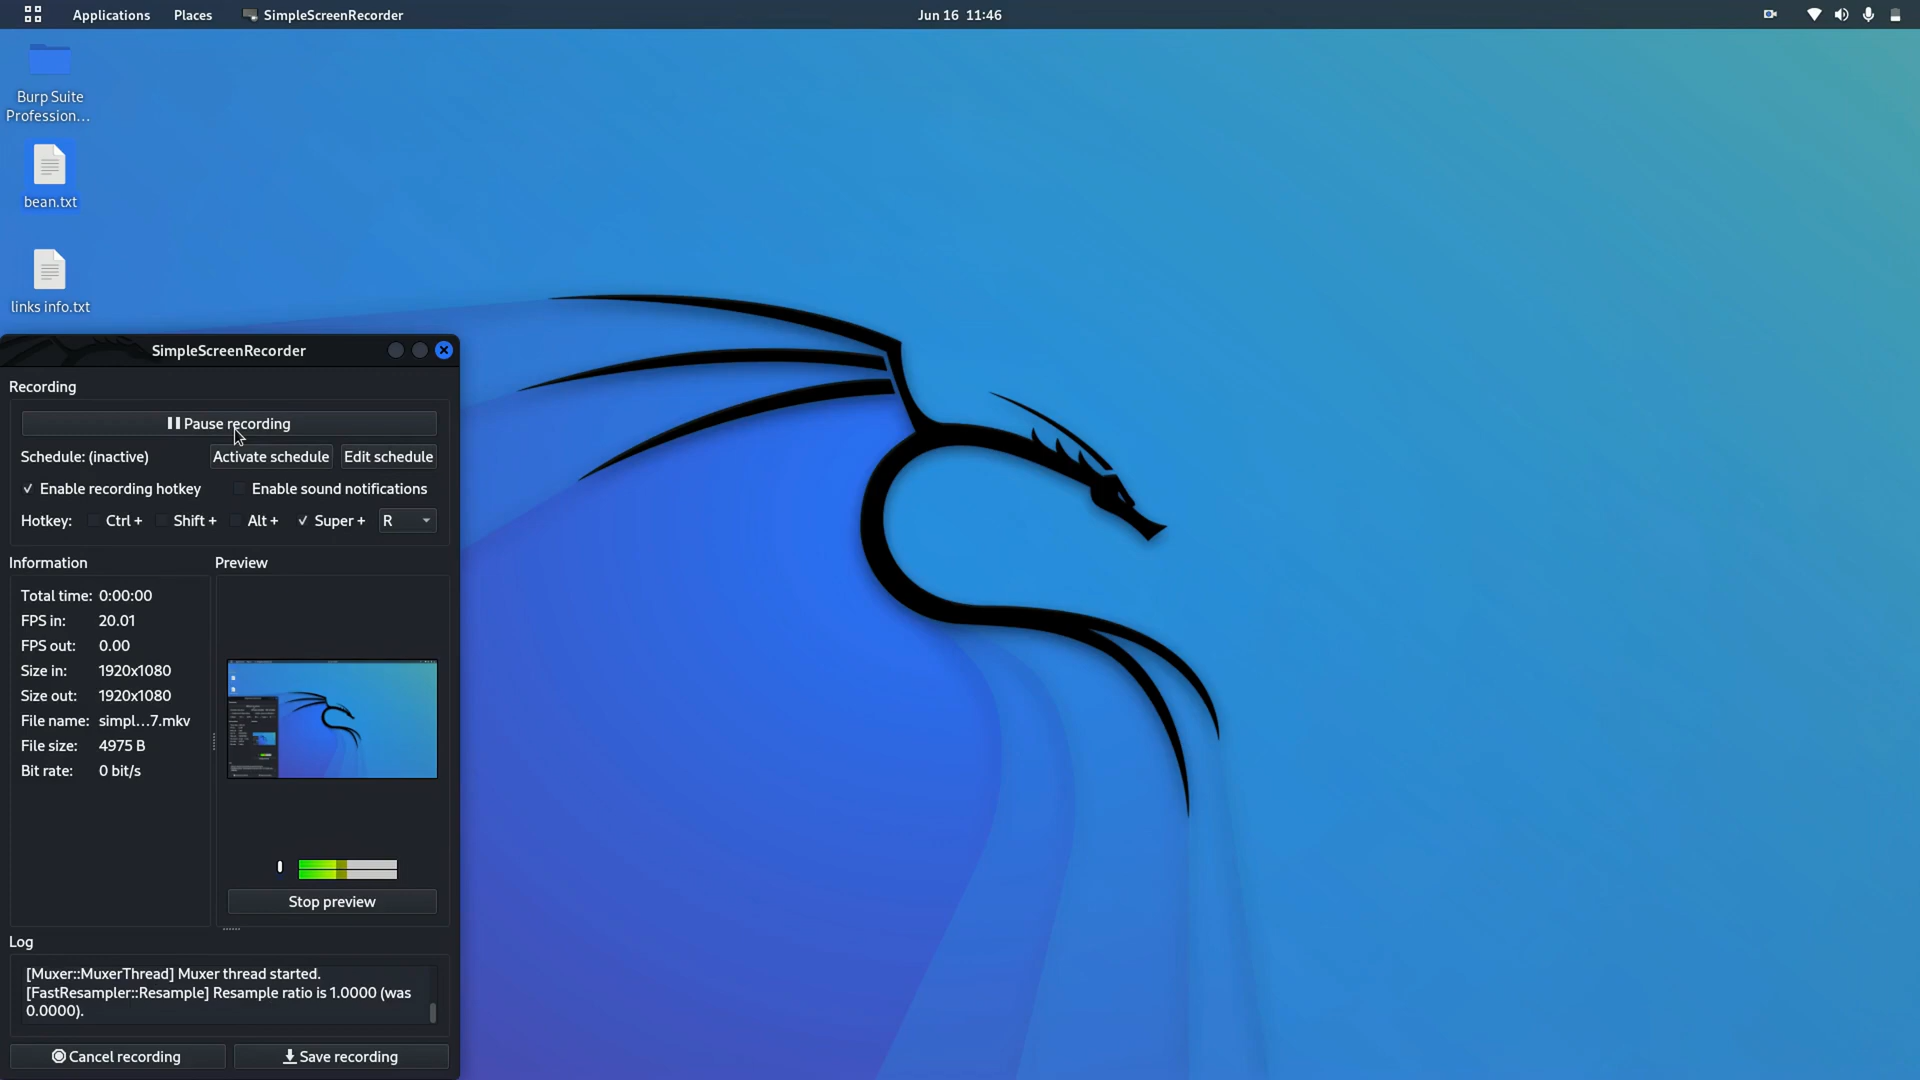 Applications Places SimpleScreenRecorder Jun 16 11:46
Burp Suite
Profession...
bean.txt
links info.txt
SimpleScreenRecorder
Recording
Pause recording
Schedule: (inactive) Activate schedule Edit schedule
Enable recording hotkey Enable sound notifications
Hotkey: Ctrl + Shift + Alt + Super + R
Information Preview
Total time: 0:00:00
FPS in: 20.01
FPS out: 0.00
Size in: 1920x1080
Size out: 1920x1080
File name: simpl...7.mkv
File size: 4975 B
Bit rate: 0 bit/s
Stop preview
Log
[Muxer::MuxerThread] Muxer thread started.
[FastResampler::Resample] Resample ratio is 1.0000 (was
0.0000).
Cancel recording Save recording